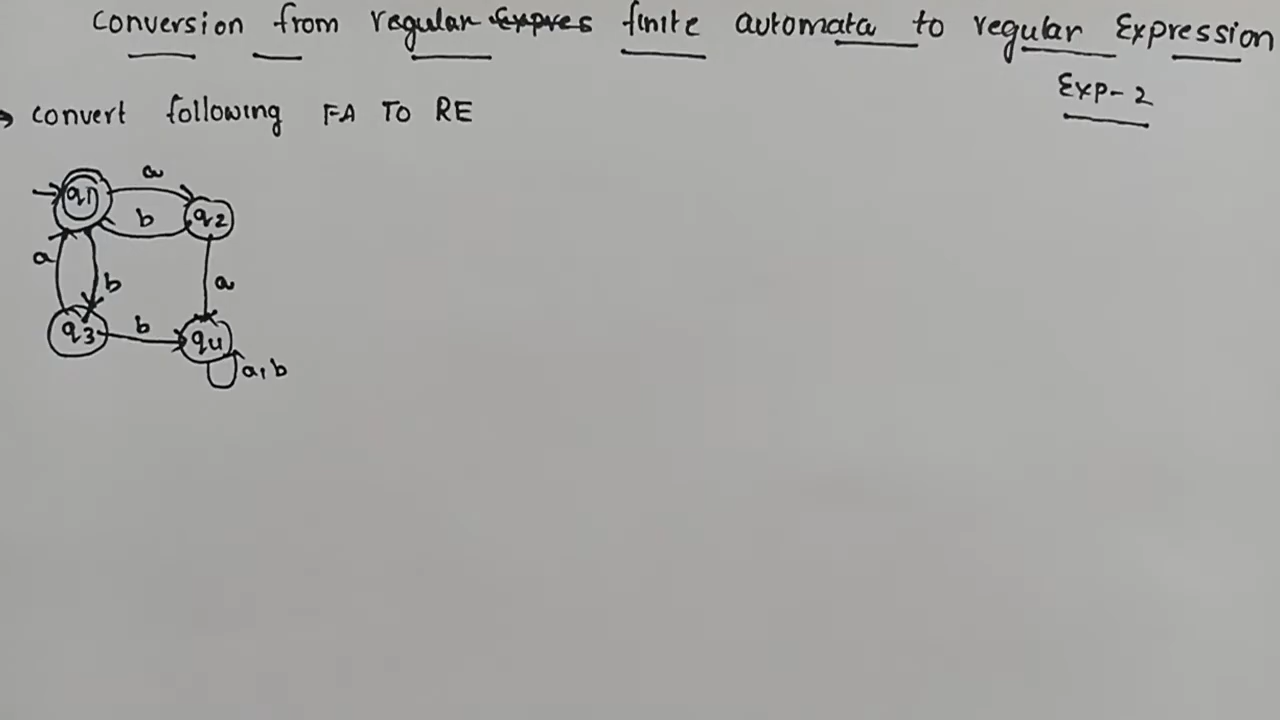 conversion from regular Expres finite automata to regular Expression
Exp-2
convert following FA TO RE
a
q1
b
q2
a
b
a
q3
b
q4
a,b